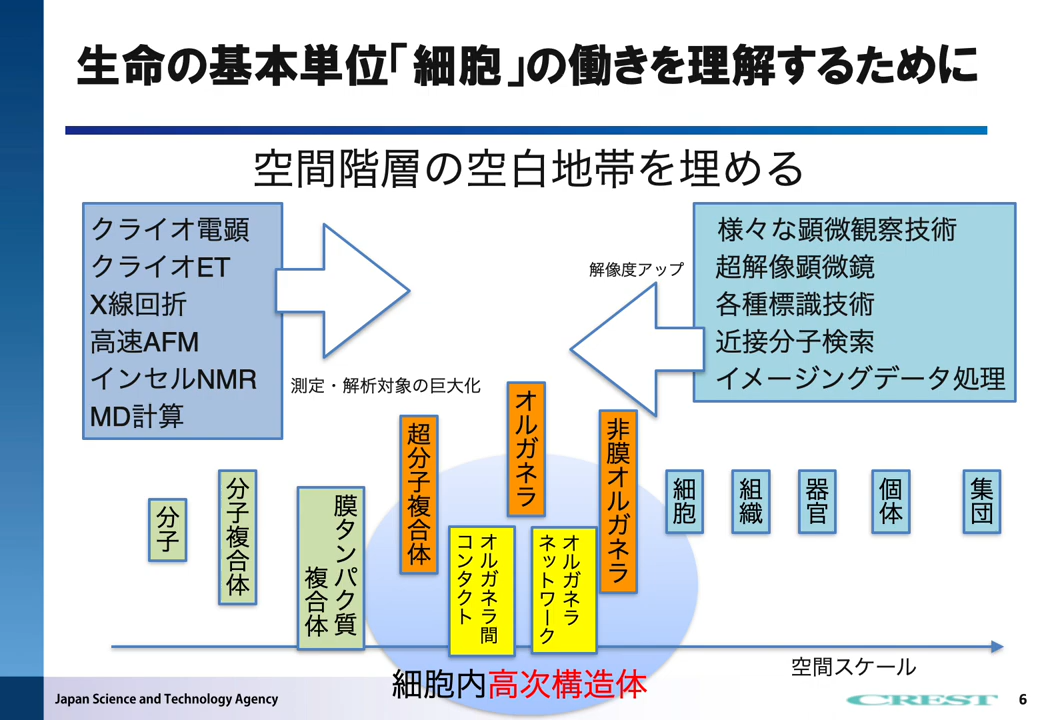 生命の基本単位「細胞」の働きを理解するために
空間階層の空白地帯を埋める
クライオ電顕
クライオET
X線回折
高速AFM
インセルNMR
MD計算
測定・解析対象の巨大化
解像度アップ
様々な顕微観察技術
超解像顕微鏡
各種標識技術
近接分子検索
イメージングデータ処理
分子
分子複合体
膜タンパク質
複合体
超分子複合体
オルガネラ間
コンタクト
オルガネラ
オルガネラ
ネットワーク
非膜オルガネラ
細胞
組織
器官
個体
集団
空間スケール
細胞内高次構造体
Japan Science and Technology Agency
CREST
6